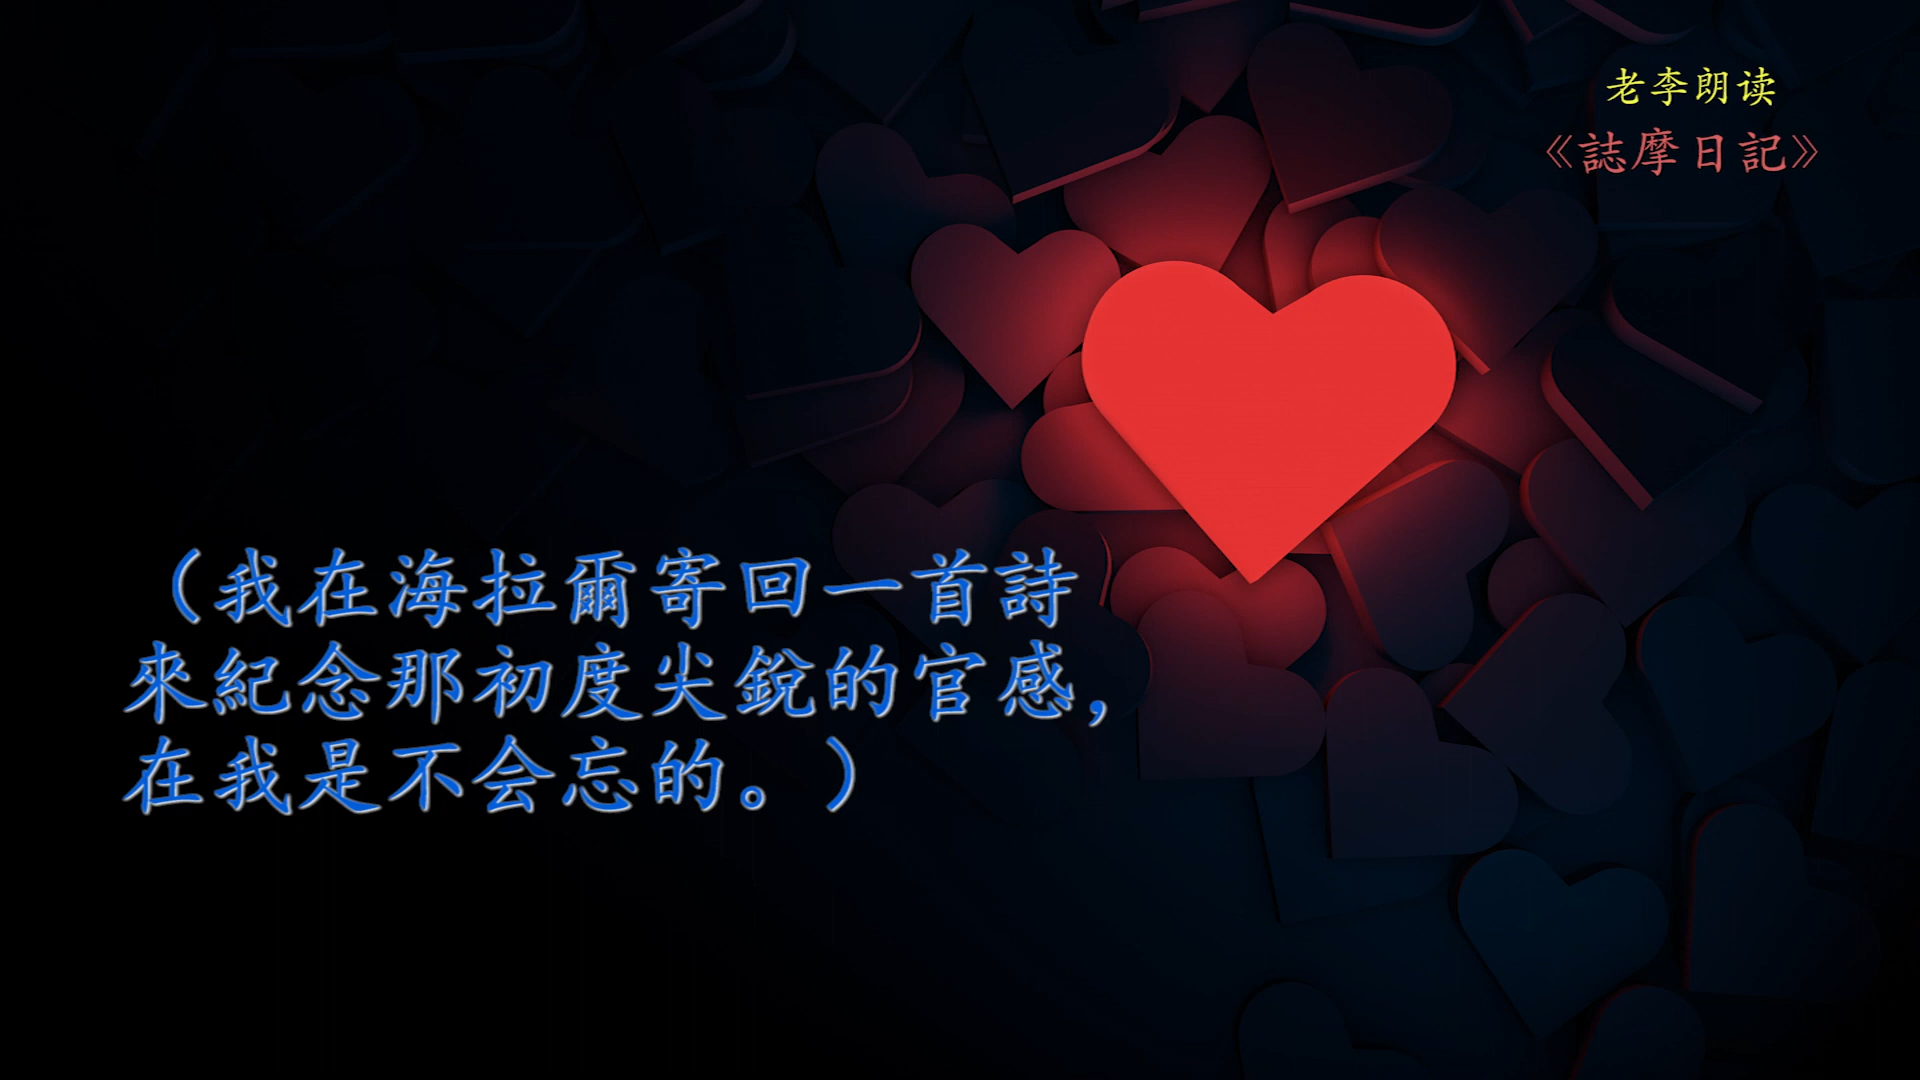 老李朗读
《誌摩日記》
（我在海拉爾寄回一首詩
來紀念那初度尖銳的官感，
在我是不会忘的。）